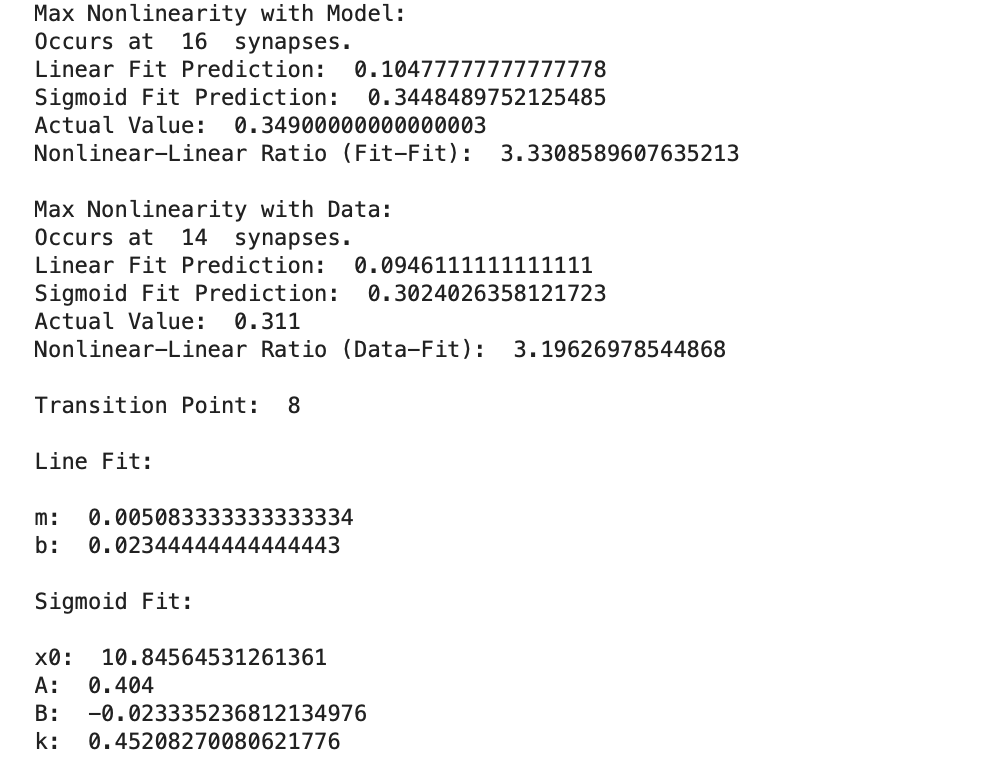 Max Nonlinearity with Model:
Occurs at  16  synapses.
Linear Fit Prediction:  0.10477777777777778
Sigmoid Fit Prediction:  0.3448489752125485
Actual Value:  0.34900000000000003
Nonlinear-Linear Ratio (Fit-Fit):  3.3308589607635213
Max Nonlinearity with Data:
Occurs at  14  synapses.
Linear Fit Prediction:  0.0946111111111111
Sigmoid Fit Prediction:  0.3024026358121723
Actual Value:  0.311
Nonlinear-Linear Ratio (Data-Fit):  3.19626978544868
Transition Point:  8
Line Fit:
m:  0.005083333333333334
b:  0.02344444444444443
Sigmoid Fit:
x0:  10.84564531261361
A:  0.404
B:  -0.023335236812134976
k:  0.45208270080621776